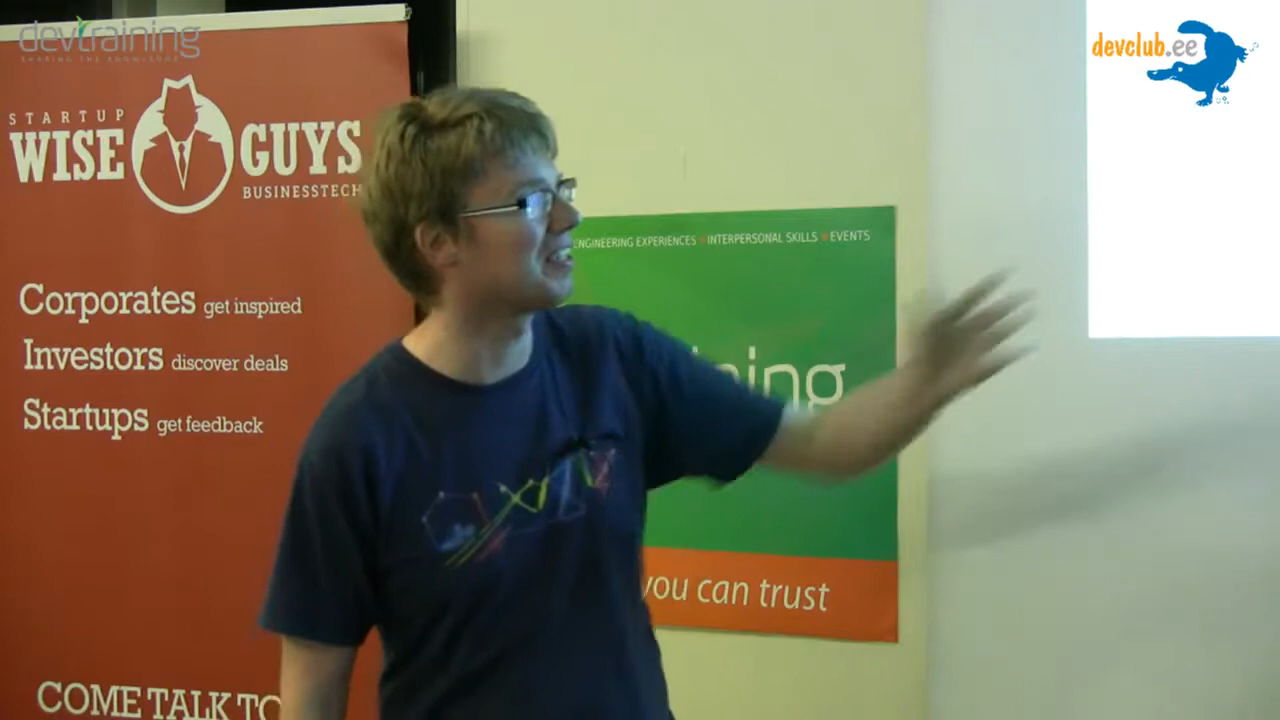 devtraining
SHARING THE KNOWLEDGE
devclub.ee
STARTUP
WISE GUYS
BUSINESSTECH
Corporates get inspired
Investors discover deals
Startups get feedback
COME TALK TO
ENGINEERING EXPERIENCES INTERPERSONAL SKILLS EVENTS
ining
you can trust